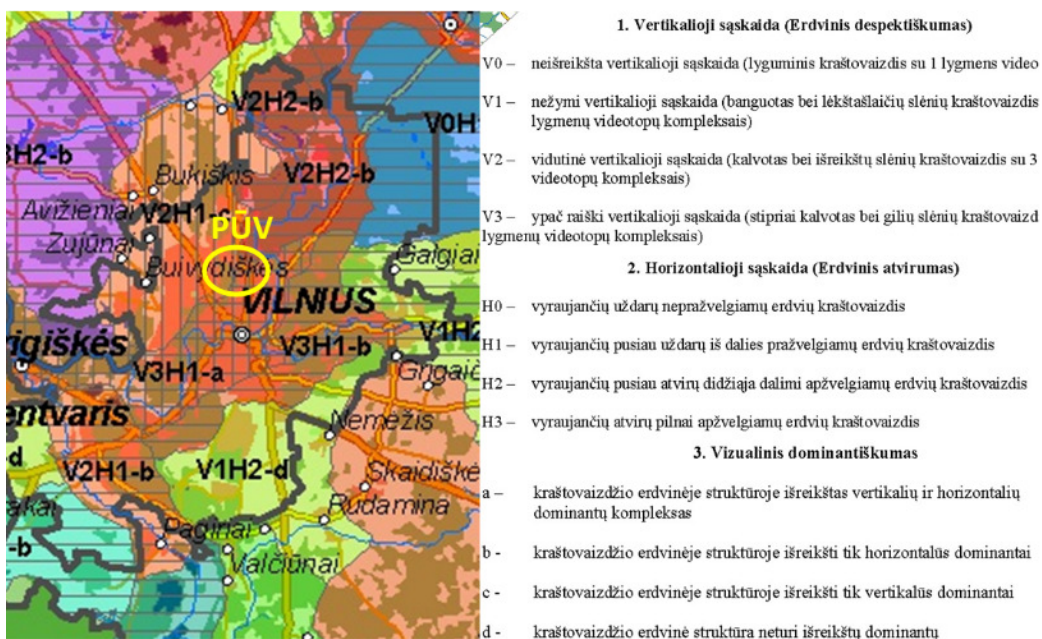 V2H2-b
V0H
3H2-b
V2H2-b
Bukiškis
Avižieniai
V2H1-
PŪV
Zujūnai
Buivydiškės
Galgiai
VILNIUS
V1H2
rigiškės
V3H1-b
V3H1-a
Grigaič
entvaris
Nemėžis
-d
V2H1-b
V1H2-d
Skaidiškė
Rudamina
akai
Pagiriai
-b
Valčiūnai
1. Vertikalioji sąskaida (Erdvinis despektiškumas)
V0 – neišreikšta vertikalioji sąskaida (lyguminis kraštovaizdis su 1 lygmens video
V1 – nežymi vertikalioji sąskaida (banguotas bei lėkštašlaičių slėnių kraštovaizdis
lygmenų videotopų kompleksais)
V2 – vidutinė vertikalioji sąskaida (kalvotas bei išreikštų slėnių kraštovaizdis su 3
videotopų kompleksais)
V3 – ypač raiški vertikalioji sąskaida (stipriai kalvotas bei gilių slėnių kraštovaizd
lygmenų videotopų kompleksais)
2. Horizontalioji sąskaida (Erdvinis atvirumas)
H0 – vyraujančių uždarų nepražvelgiamų erdvių kraštovaizdis
H1 – vyraujančių pusiau uždarų iš dalies pražvelgiamų erdvių kraštovaizdis
H2 – vyraujančių pusiau atvirų didžiąja dalimi apžvelgiamų erdvių kraštovaizdis
H3 – vyraujančių atvirų pilnai apžvelgiamų erdvių kraštovaizdis
3. Vizualinis dominantiškumas
a – kraštovaizdžio erdvinėje struktūroje išreikštas vertikalių ir horizontalių
dominantų kompleksas
b - kraštovaizdžio erdvinėje struktūroje išreikšti tik horizontalūs dominantai
c - kraštovaizdžio erdvinėje struktūroje išreikšti tik vertikalūs dominantai
d - kraštovaizdžio erdvinė struktūra neturi išreikštų dominantų